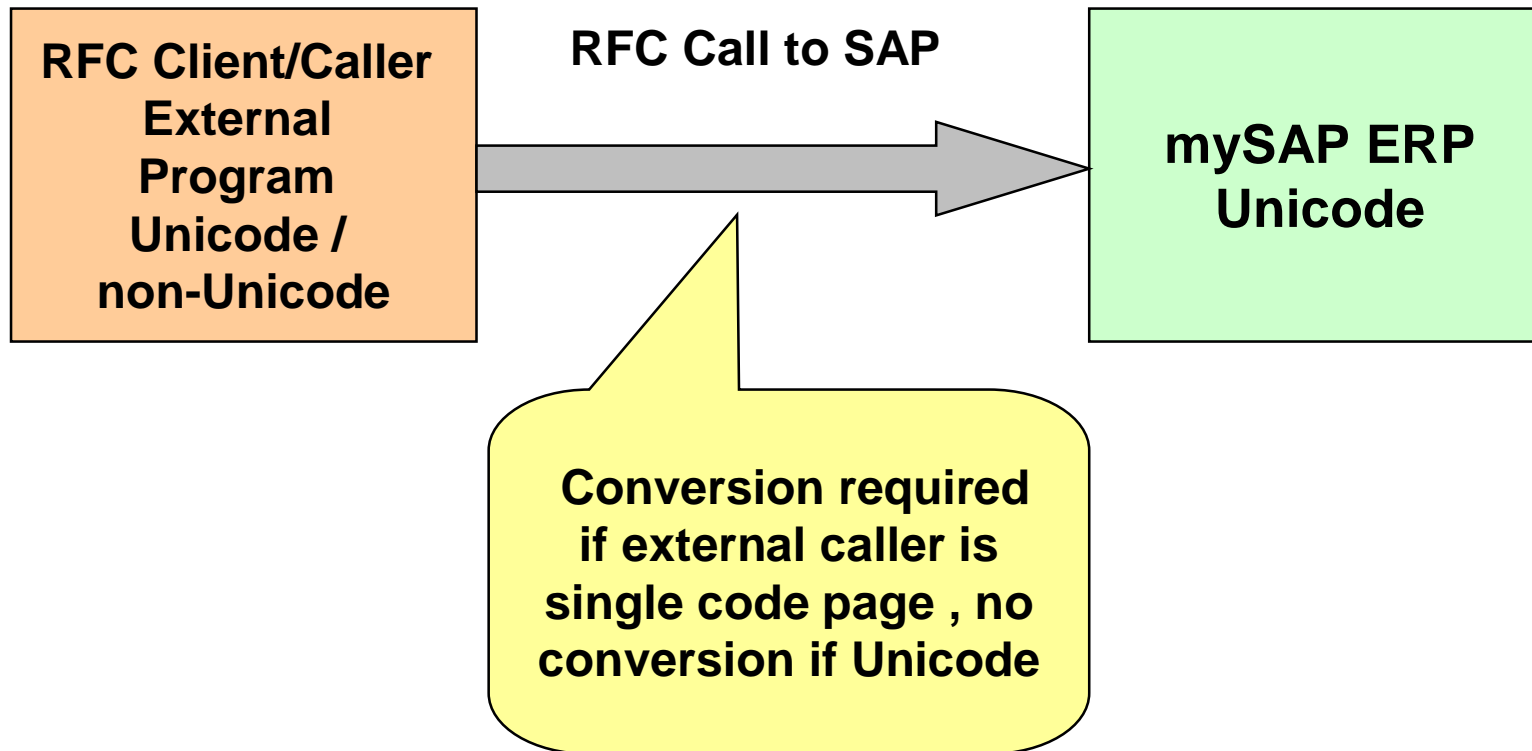 RFC Client/Caller
External
Program
Unicode /
non-Unicode
RFC Call to SAP
mySAP ERP
Unicode
Conversion required
if external caller is
single code page , no
conversion if Unicode